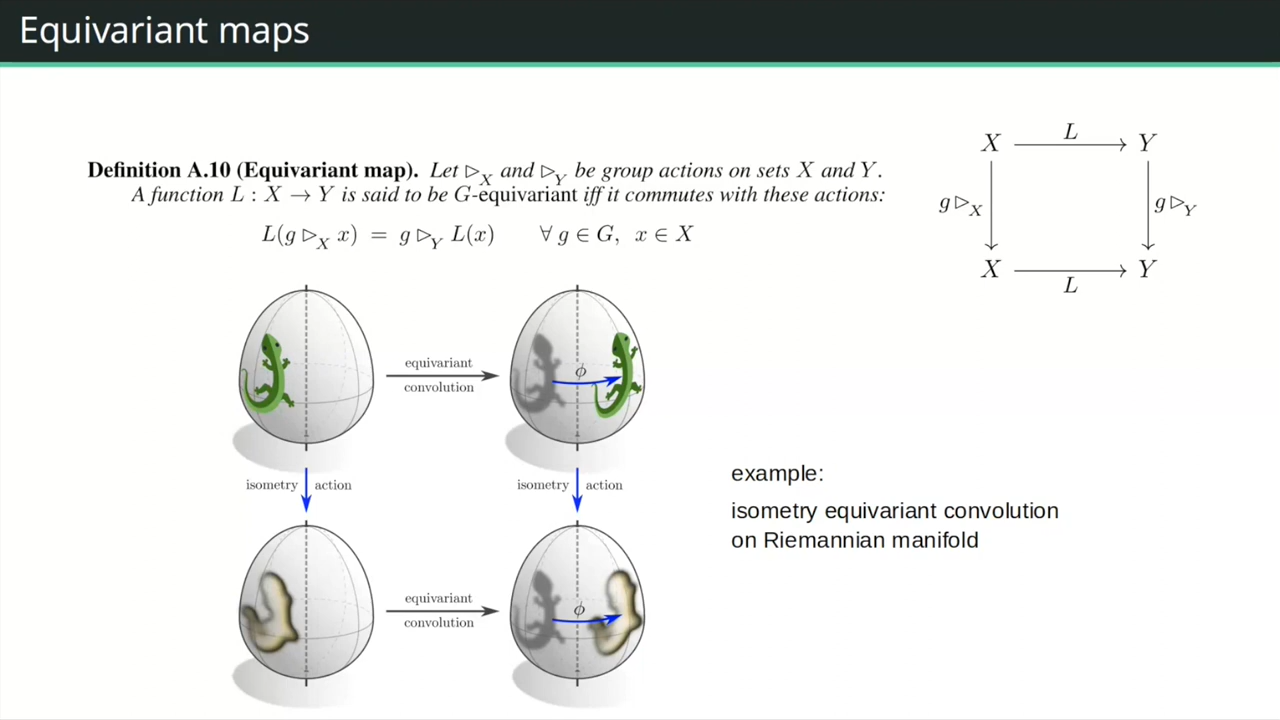 Equivariant maps
Definition A.10 (Equivariant map). Let ▷_X and ▷_Y be group actions on sets X and Y.
A function L : X → Y is said to be G-equivariant iff it commutes with these actions:
L(g ▷_X x) = g ▷_Y L(x) ∀ g ∈ G, x ∈ X
X L Y
g ▷_X g ▷_Y
X L Y
equivariant
convolution
ϕ
isometry action
isometry action
equivariant
convolution
ϕ
example:
isometry equivariant convolution
on Riemannian manifold